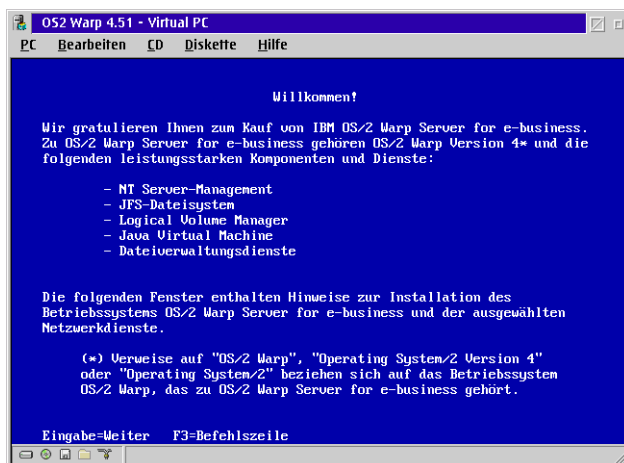 OS2 Warp 4.51 - Virtual PC
PC Bearbeiten CD Diskette Hilfe
Willkommen!
Wir gratulieren Ihnen zum Kauf von IBM OS/2 Warp Server for e-business.
Zu OS/2 Warp Server for e-business gehören OS/2 Warp Version 4* und die
folgenden leistungsstarken Komponenten und Dienste:
- NT Server-Management
- JFS-Dateisystem
- Logical Volume Manager
- Java Virtual Machine
- Dateiverwaltungsdienste
Die folgenden Fenster enthalten Hinweise zur Installation des
Betriebssystems OS/2 Warp Server for e-business und der ausgewählten
Netzwerkdienste.
(*) Verweise auf "OS/2 Warp", "Operating System/2 Version 4"
oder "Operating System/2" beziehen sich auf das Betriebssystem
OS/2 Warp, das zu OS/2 Warp Server for e-business gehört.
Eingabe=Weiter F3=Befehlszeile